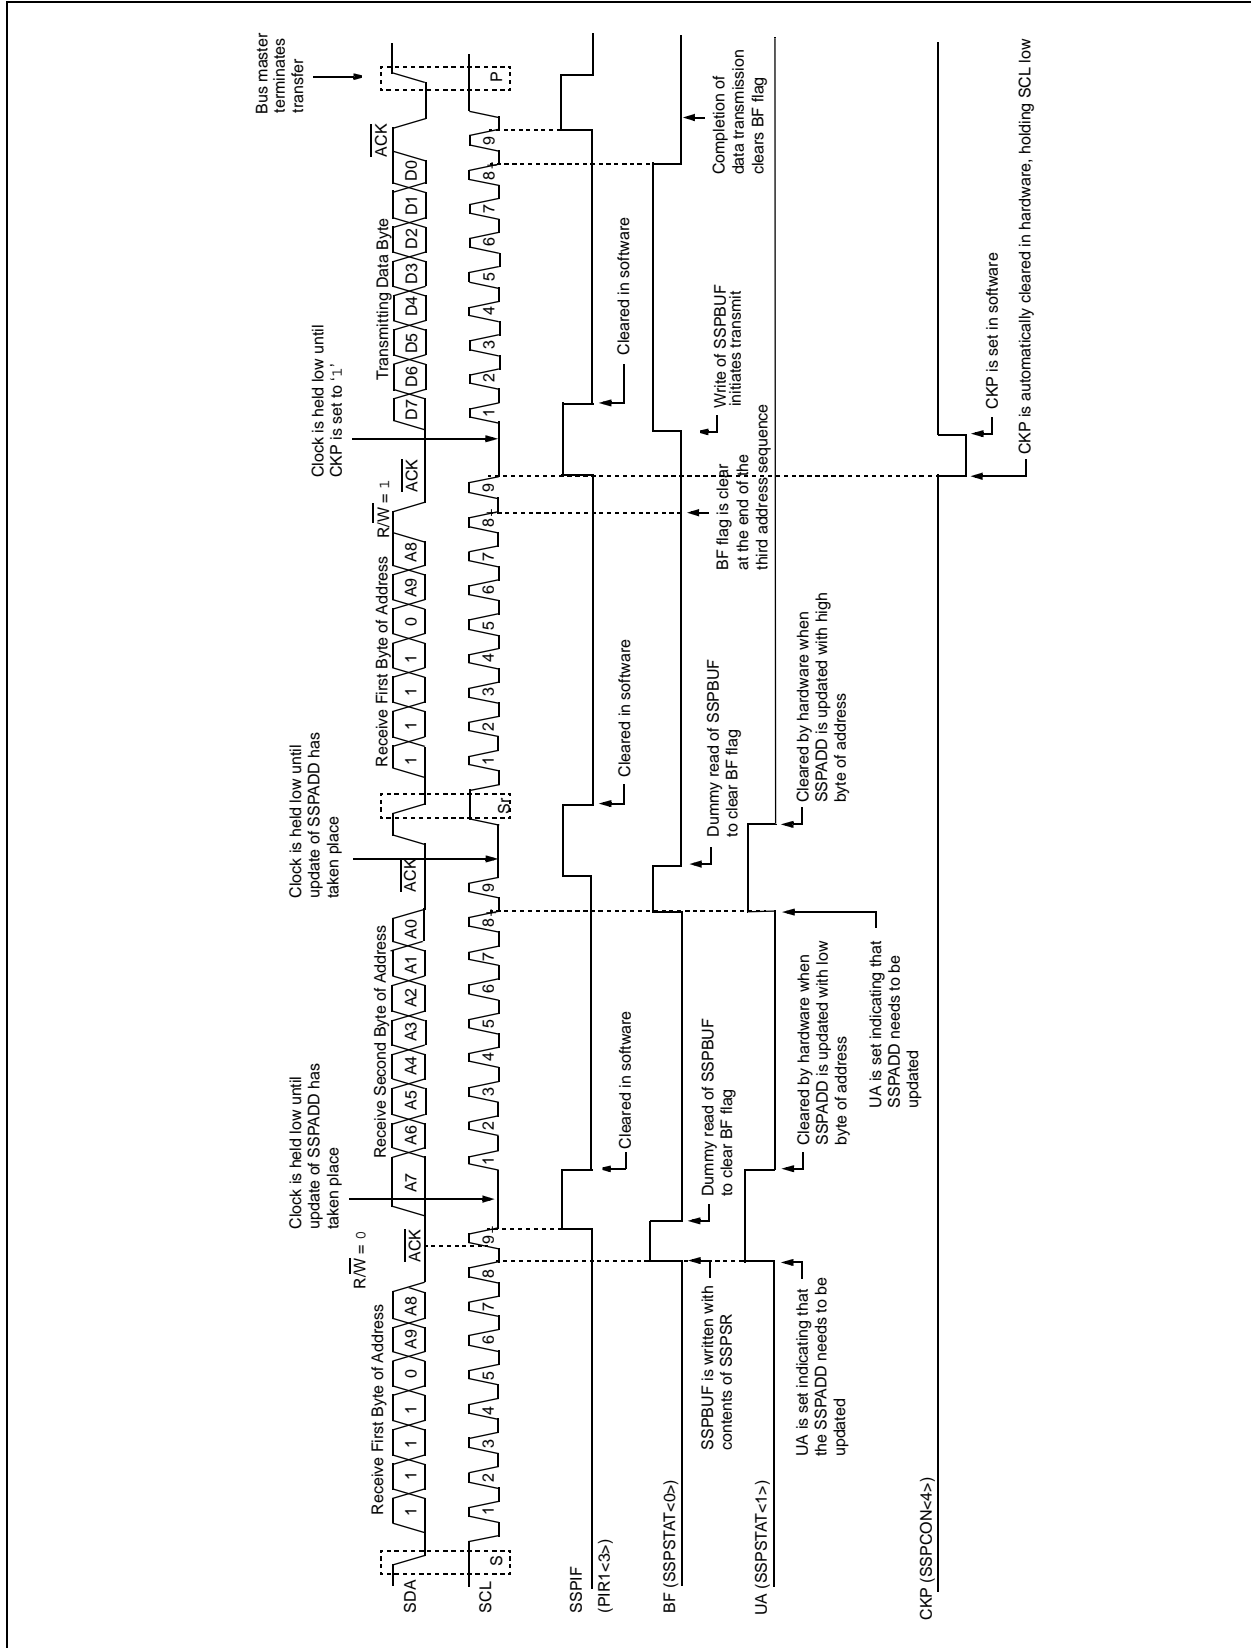 Bus master
terminates
transfer
Clock is held low until
CKP is set to ‘1’
Clock is held low until
update of SSPADD has
taken place
Clock is held low until
update of SSPADD has
taken place
R/W = 0
R/W = 1
Receive First Byte of Address
ACK
Receive Second Byte of Address
ACK
Receive First Byte of Address
ACK
Transmitting Data Byte
ACK
SDA
1 1 1 1 0 A9 A8
A7 A6 A5 A4 A3 A2 A1 A0
1 1 1 1 0 A9 A8
D7 D6 D5 D4 D3 D2 D1 D0
SCL
S
1 2 3 4 5 6 7 8 9
1 2 3 4 5 6 7 8 9
Sr
1 2 3 4 5 6 7 8 9
1 2 3 4 5 6 7 8 9
P
SSPIF
(PIR1<3>)
Cleared in software
Cleared in software
Cleared in software
BF (SSPSTAT<0>)
SSPBUF is written with
contents of SSPSR
Dummy read of SSPBUF
to clear BF flag
Dummy read of SSPBUF
to clear BF flag
BF flag is clear
at the end of the
third address sequence
Write of SSPBUF
initiates transmit
Completion of
data transmission
clears BF flag
UA (SSPSTAT<1>)
UA is set indicating that
the SSPADD needs to be
updated
Cleared by hardware when
SSPADD is updated with low
byte of address
UA is set indicating that
SSPADD needs to be
updated
Cleared by hardware when
SSPADD is updated with high
byte of address
CKP (SSPCON<4>)
CKP is set in software
CKP is automatically cleared in hardware, holding SCL low